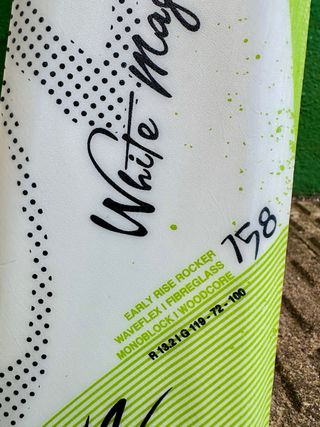 White Mag
158
EARLY RISE ROCKER
WAVEFLEX | FIBREGLASS
MONOBLOCK | WOODCORE
R 13.2 | G 119 - 72 - 100